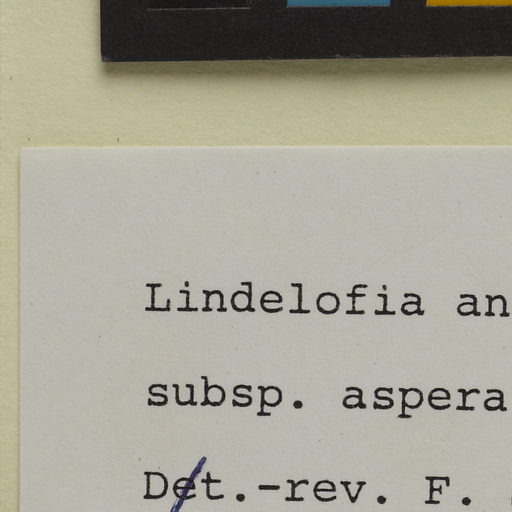 Lindelofia an
subsp. aspera
Det.-rev. F.